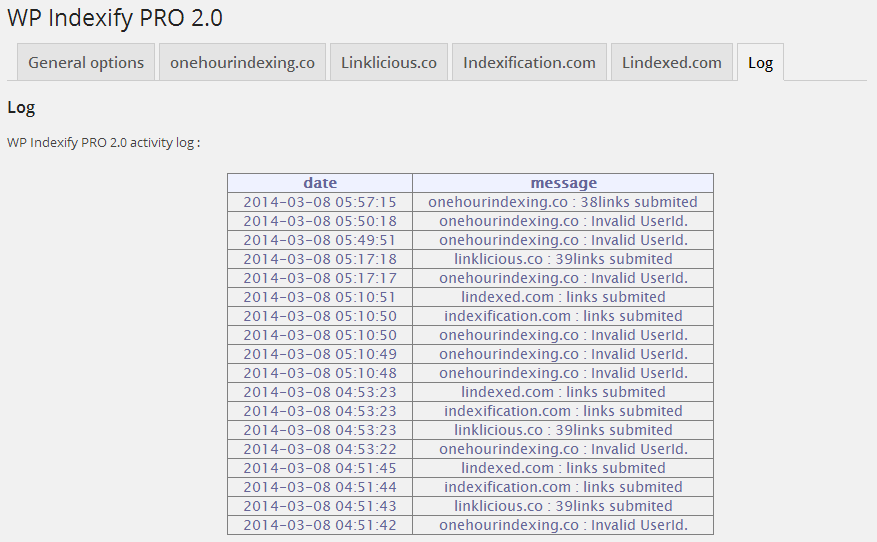 WP Indexify PRO 2.0
General options onehourindexing.co Linklicious.co Indexification.com Lindexed.com Log
Log
WP Indexify PRO 2.0 activity log :
date message
2014-03-08 05:57:15 onehourindexing.co : 38links submited
2014-03-08 05:50:18 onehourindexing.co : Invalid UserId.
2014-03-08 05:49:51 onehourindexing.co : Invalid UserId.
2014-03-08 05:17:18 linklicious.co : 39links submited
2014-03-08 05:17:17 onehourindexing.co : Invalid UserId.
2014-03-08 05:10:51 lindexed.com : links submited
2014-03-08 05:10:50 indexification.com : links submited
2014-03-08 05:10:50 onehourindexing.co : Invalid UserId.
2014-03-08 05:10:49 onehourindexing.co : Invalid UserId.
2014-03-08 05:10:48 onehourindexing.co : Invalid UserId.
2014-03-08 04:53:23 lindexed.com : links submited
2014-03-08 04:53:23 indexification.com : links submited
2014-03-08 04:53:23 linklicious.co : 39links submited
2014-03-08 04:53:22 onehourindexing.co : Invalid UserId.
2014-03-08 04:51:45 lindexed.com : links submited
2014-03-08 04:51:44 indexification.com : links submited
2014-03-08 04:51:43 linklicious.co : 39links submited
2014-03-08 04:51:42 onehourindexing.co : Invalid UserId.